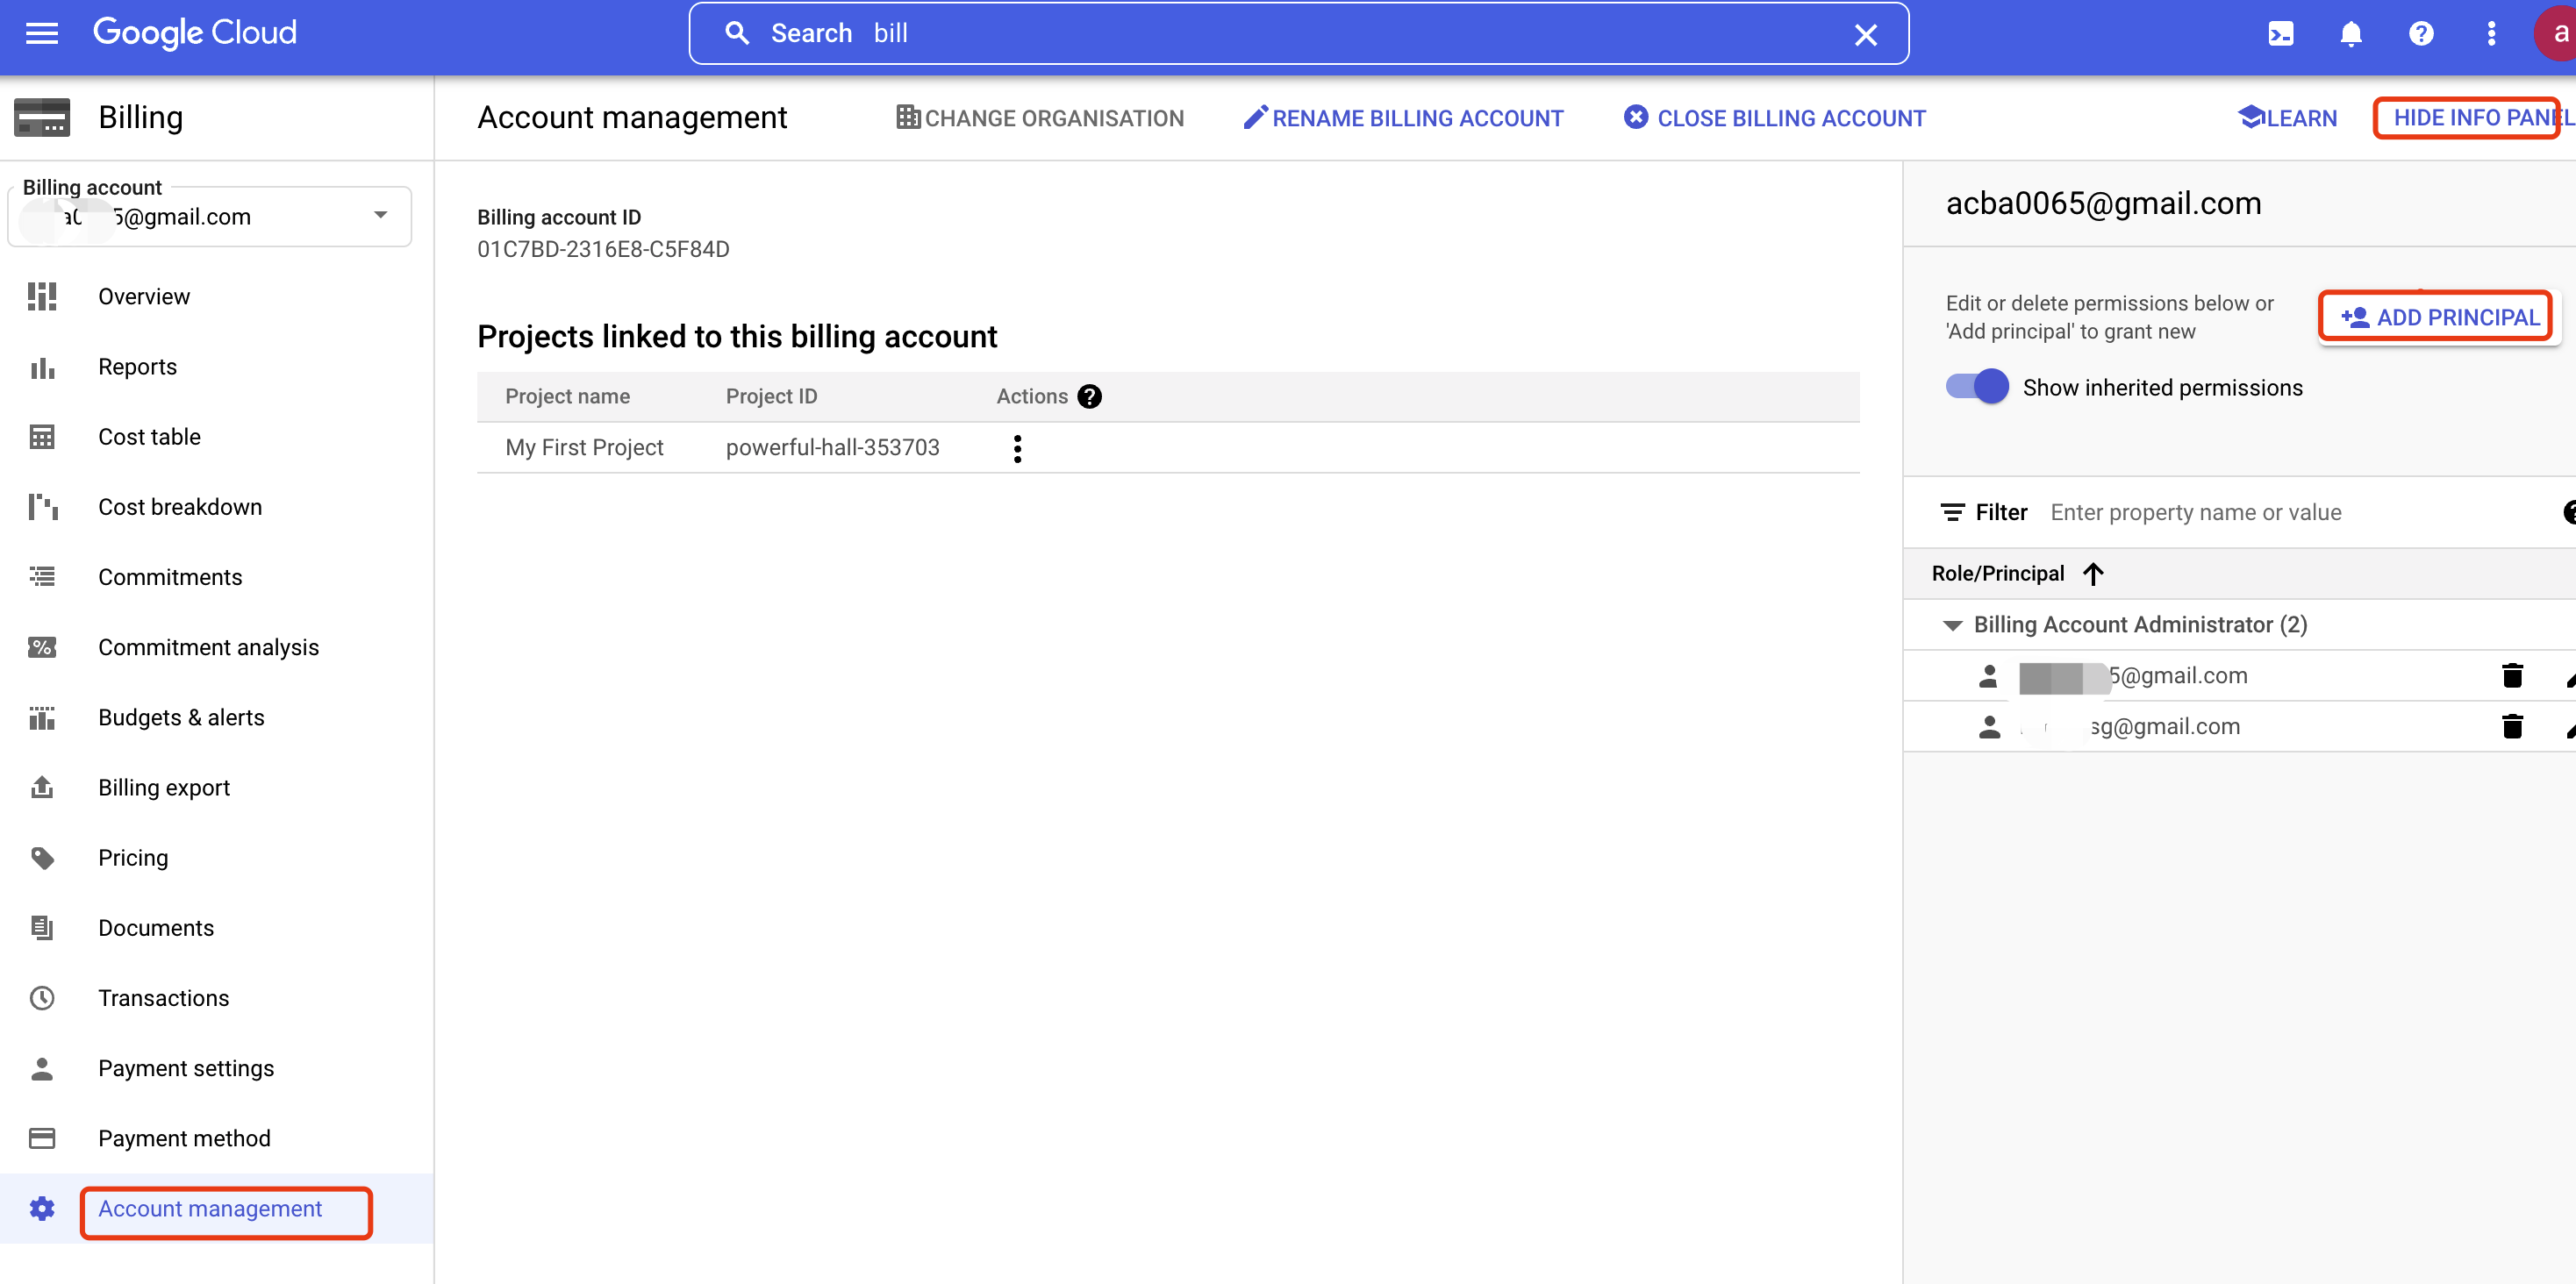 Google Cloud
Search bill
a
Billing
Account management
CHANGE ORGANISATION
RENAME BILLING ACCOUNT
CLOSE BILLING ACCOUNT
LEARN
HIDE INFO PANEL
Billing account
5@gmail.com
Overview
Reports
Cost table
Cost breakdown
Commitments
Commitment analysis
Budgets & alerts
Billing export
Pricing
Documents
Transactions
Payment settings
Payment method
Account management
Billing account ID
01C7BD-2316E8-C5F84D
Projects linked to this billing account
Project name Project ID Actions
My First Project powerful-hall-353703
acba0065@gmail.com
Edit or delete permissions below or
'Add principal' to grant new
ADD PRINCIPAL
Show inherited permissions
Filter Enter property name or value
Role/Principal
Billing Account Administrator (2)
5@gmail.com
sg@gmail.com